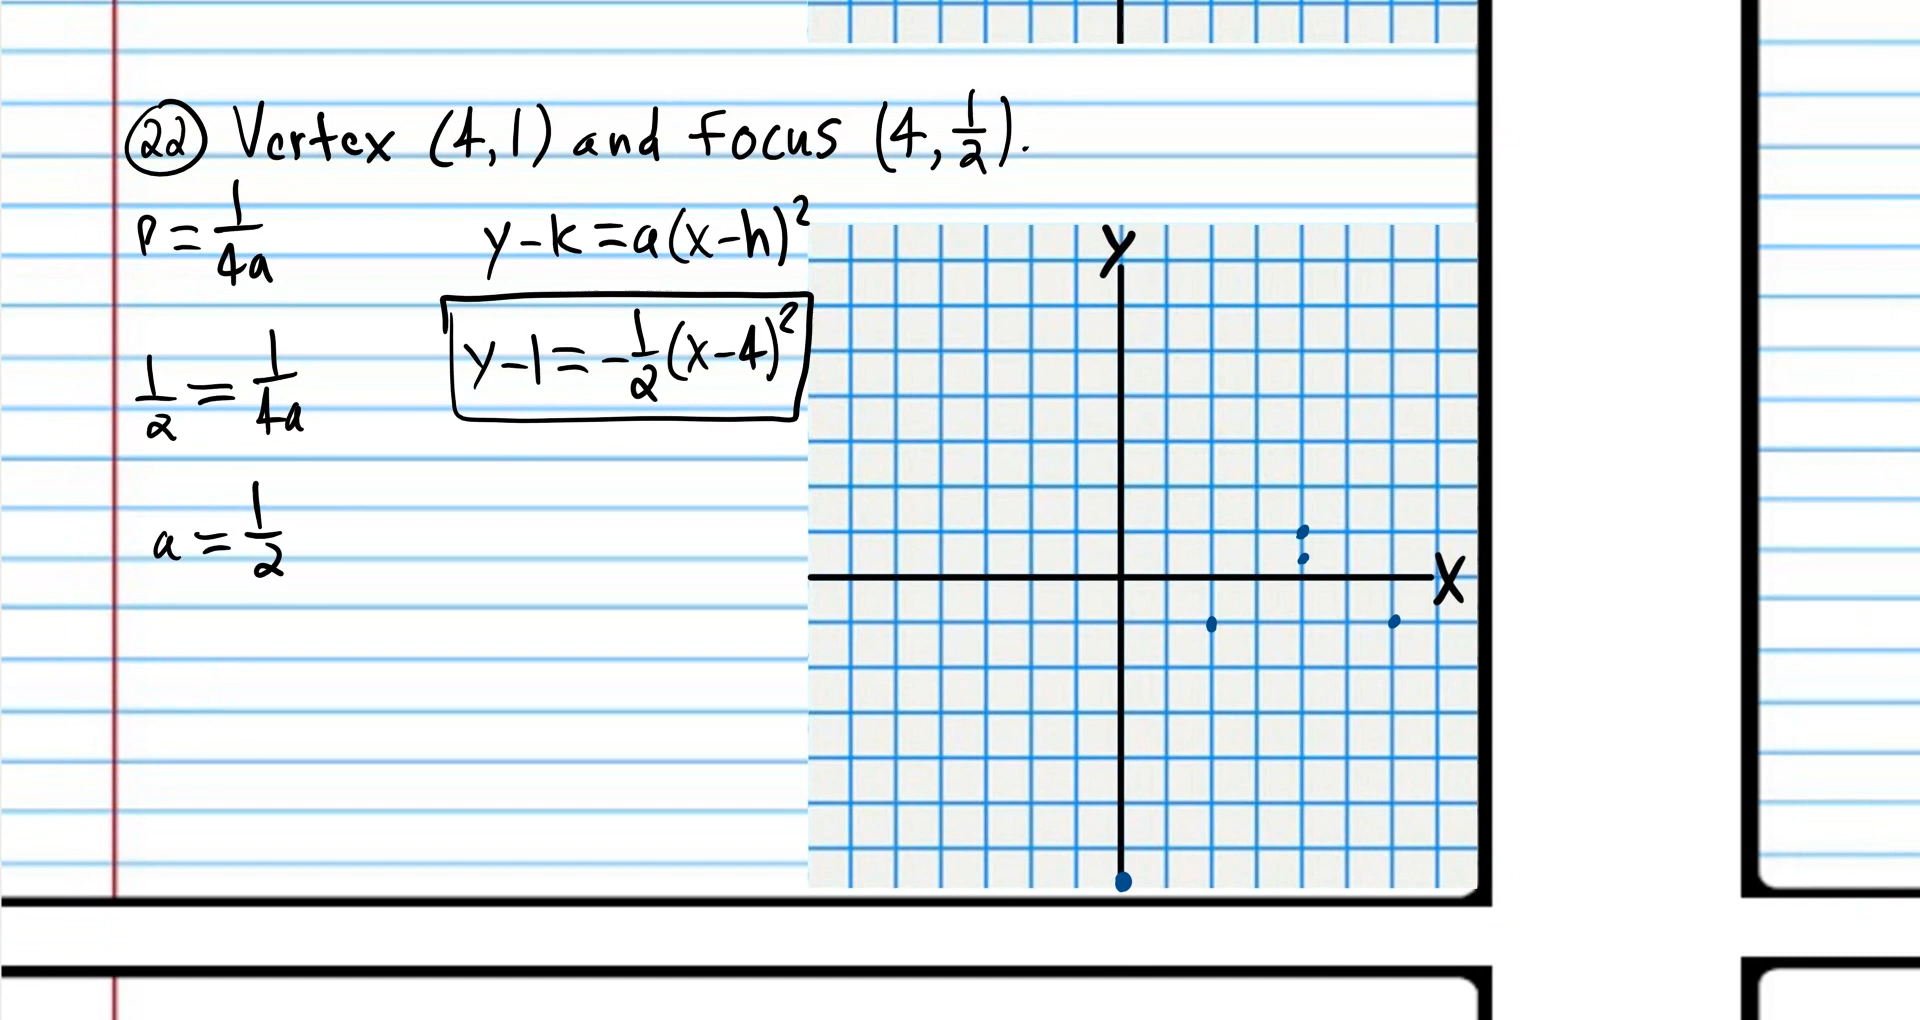 22 Vertex (4,1) and Focus (4, 1/2).
P = 1/4a
y-k = a(x-h)²
y-1 = -1/2(x-4)²
1/2 = 1/4a
a = 1/2
y
x